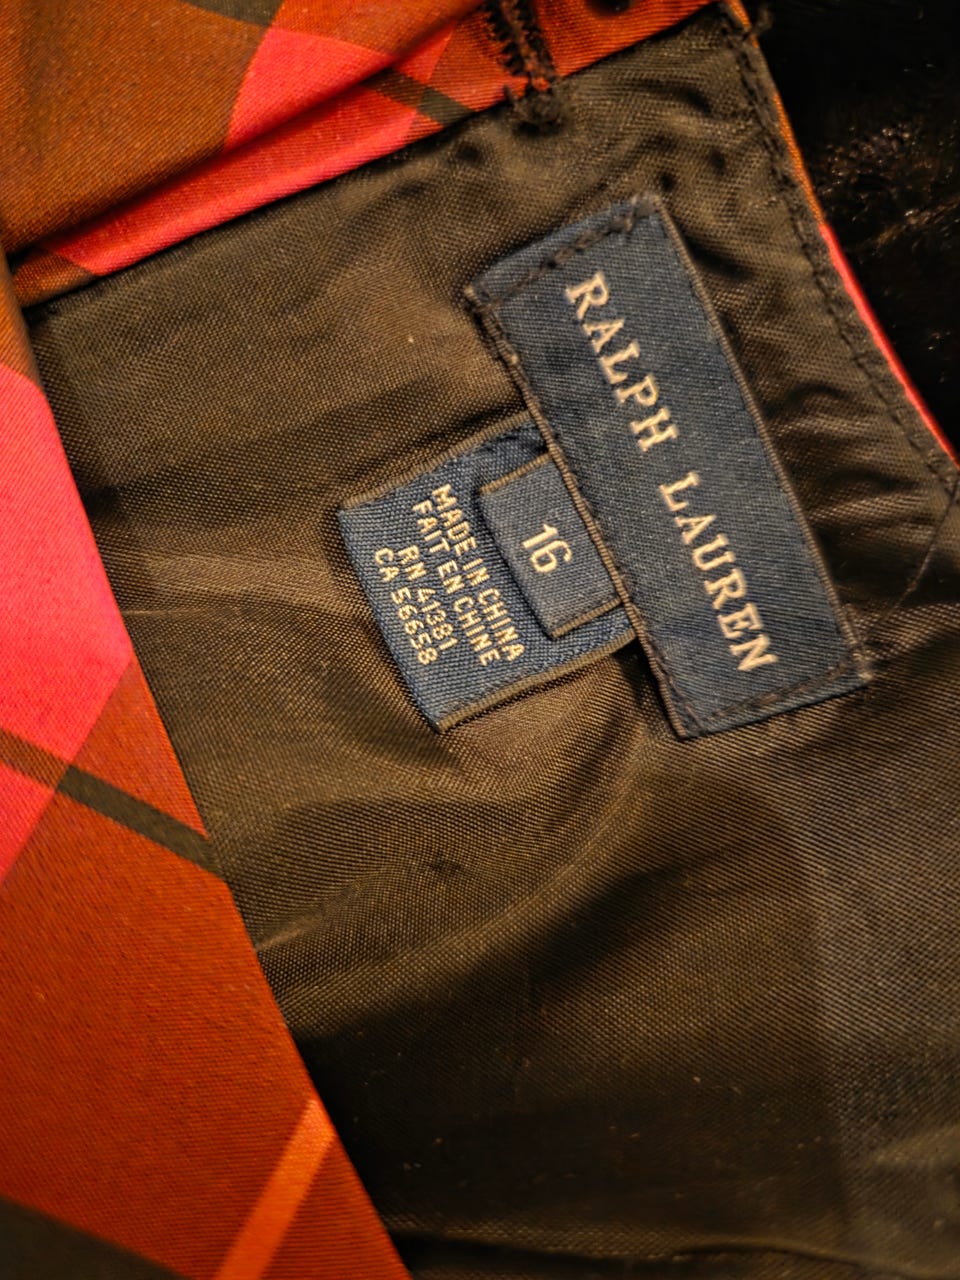 RALPH LAUREN
16
MADE IN CHINA
FAIT EN CHINE
RN 41381
CA 56658